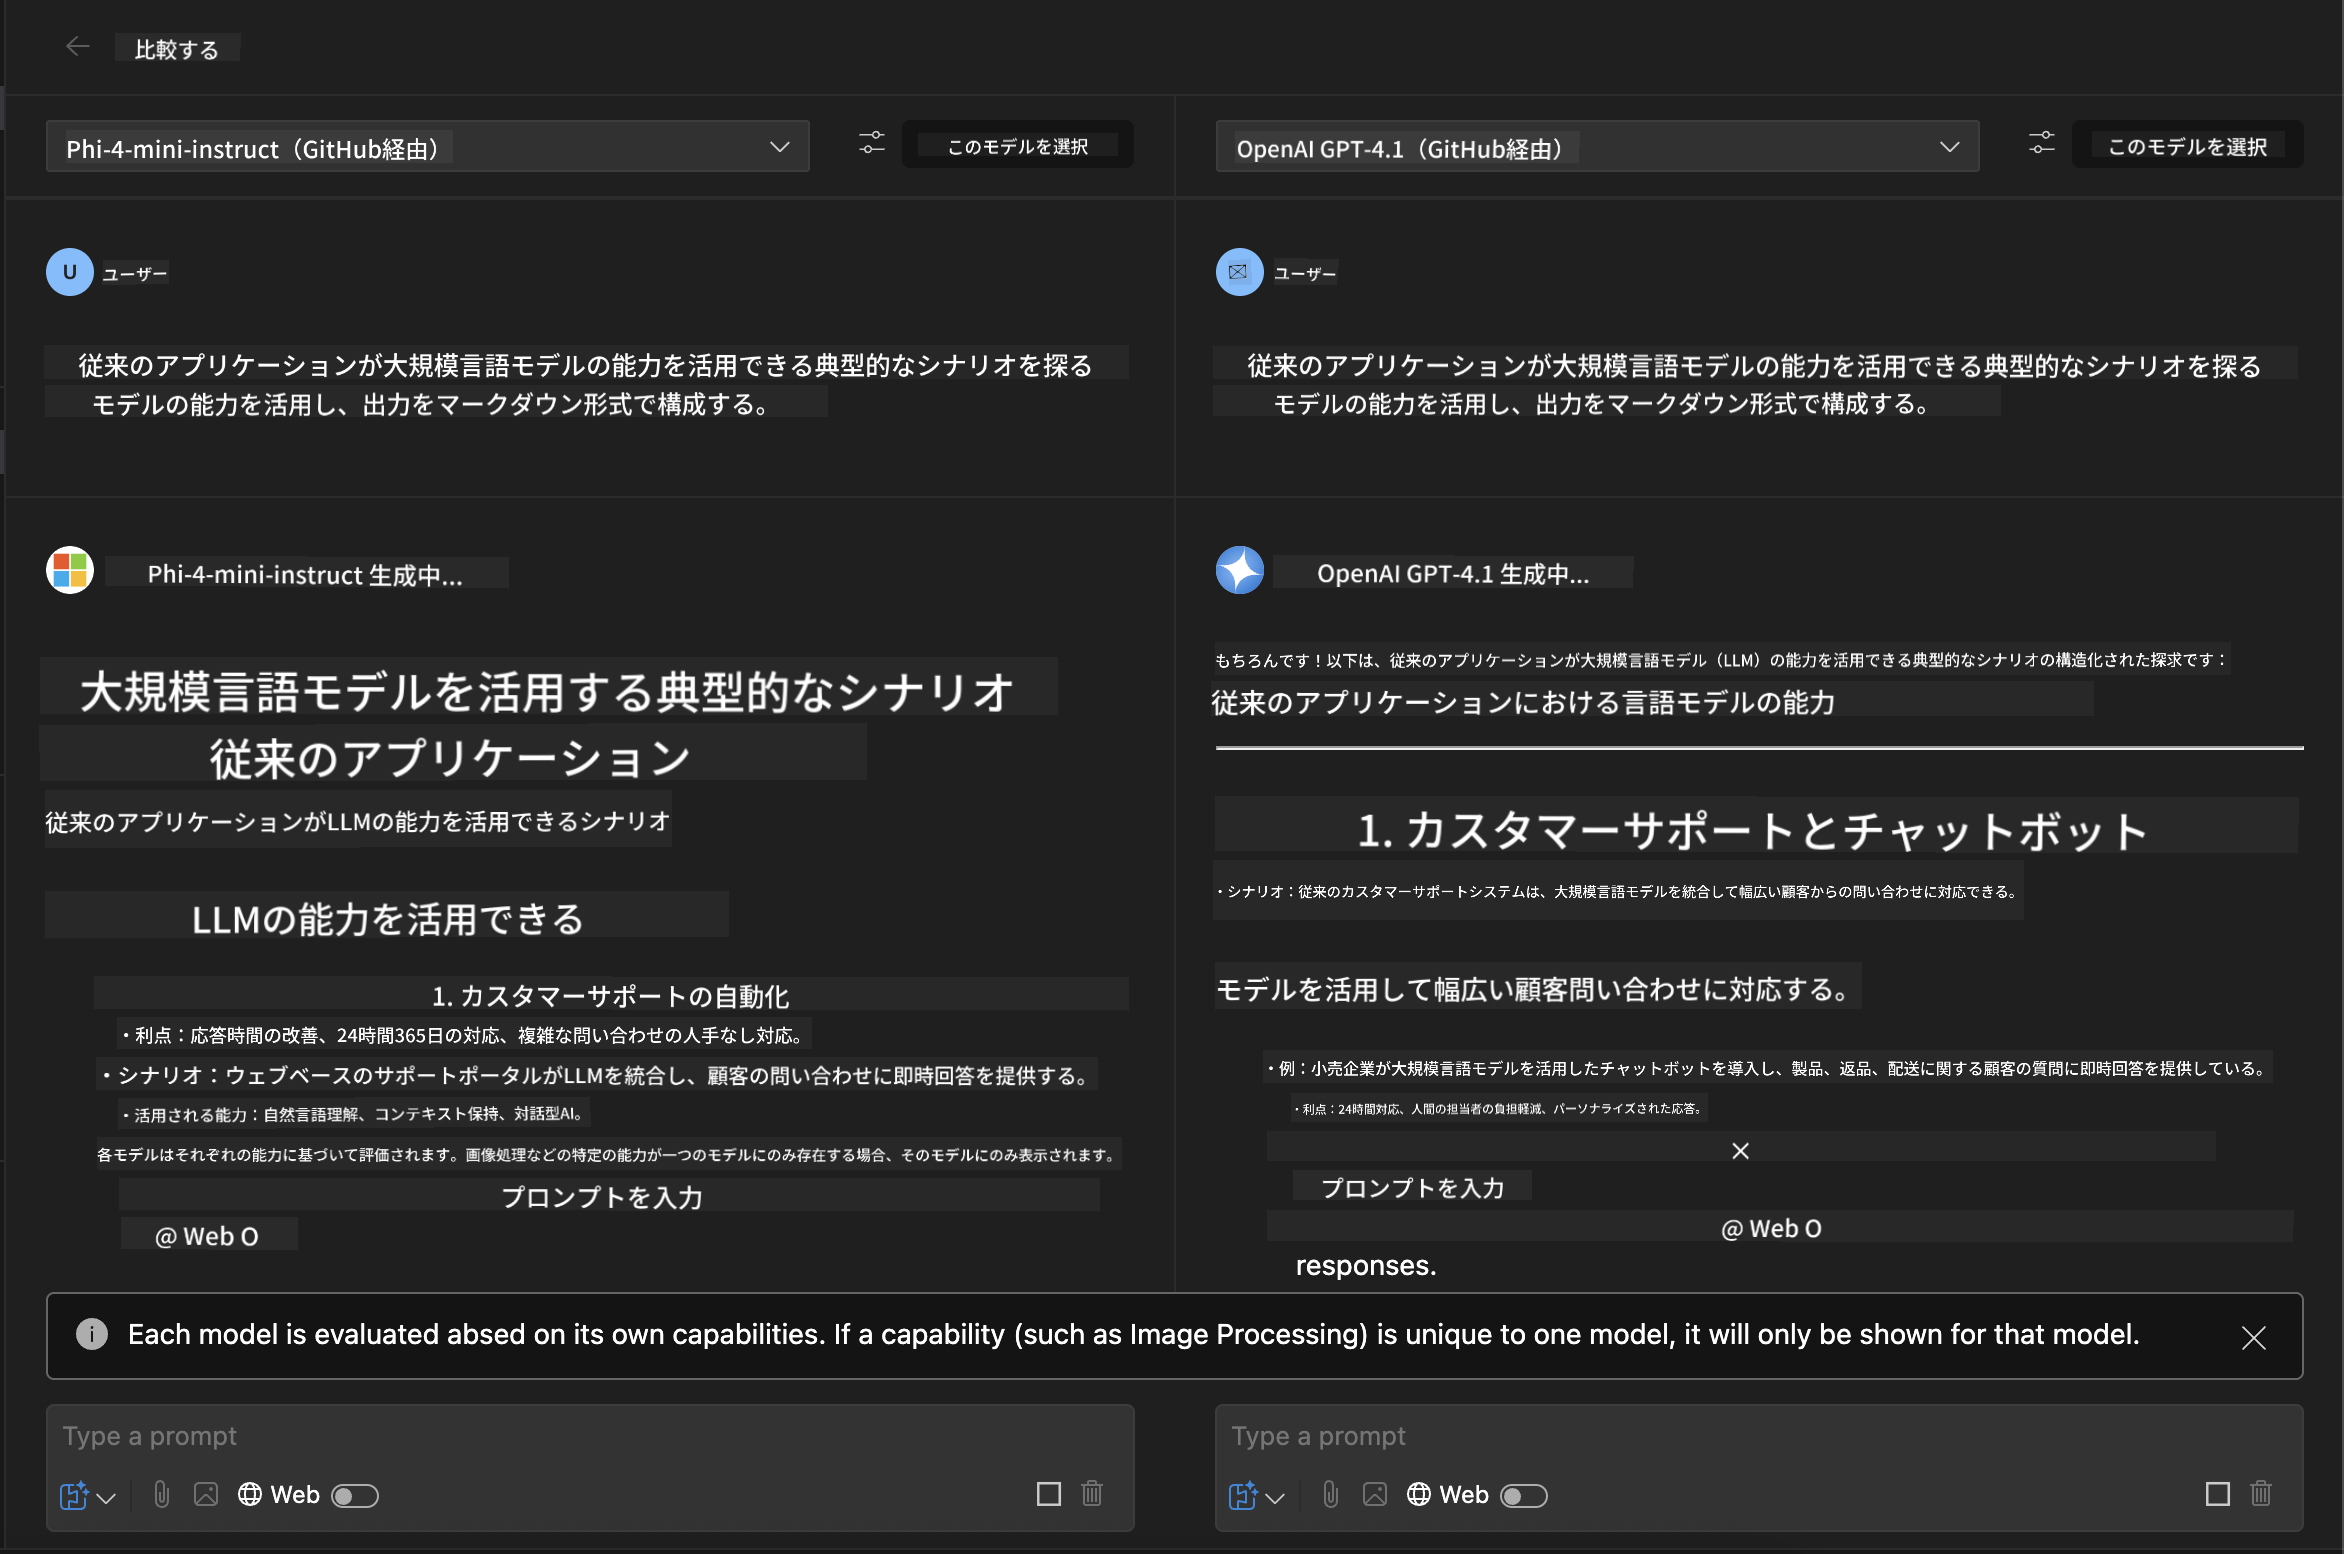 比較する
Phi-4-mini-instruct（GitHub経由）
このモデルを選択
U
ユーザー
従来のアプリケーションが大規模言語モデルの能力を活用できる典型的なシナリオを探る
モデルの能力を活用し、出力をマークダウン形式で構成する。
Phi-4-mini-instruct 生成中...
大規模言語モデルを活用する典型的なシナリオ
従来のアプリケーション
従来のアプリケーションがLLMの能力を活用できるシナリオ
LLMの能力を活用できる
1. カスタマーサポートの自動化
・利点：応答時間の改善、24時間365日の対応、複雑な問い合わせの人手なし対応。
・シナリオ：ウェブベースのサポートポータルがLLMを統合し、顧客の問い合わせに即時回答を提供する。
・活用される能力：自然言語理解、コンテキスト保持、対話型AI。
各モデルはそれぞれの能力に基づいて評価されます。画像処理などの特定の能力が一つのモデルにのみ存在する場合、そのモデルにのみ表示されます。
プロンプトを入力
@ Web O
OpenAI GPT-4.1（GitHub経由）
このモデルを選択
ユーザー
従来のアプリケーションが大規模言語モデルの能力を活用できる典型的なシナリオを探る
モデルの能力を活用し、出力をマークダウン形式で構成する。
OpenAI GPT-4.1 生成中...
もちろんです！以下は、従来のアプリケーションが大規模言語モデル（LLM）の能力を活用できる典型的なシナリオの構造化された探求です：
従来のアプリケーションにおける言語モデルの能力
1. カスタマーサポートとチャットボット
・シナリオ：従来のカスタマーサポートシステムは、大規模言語モデルを統合して幅広い顧客からの問い合わせに対応できる。
モデルを活用して幅広い顧客問い合わせに対応する。
・例：小売企業が大規模言語モデルを活用したチャットボットを導入し、製品、返品、配送に関する顧客の質問に即時回答を提供している。
・利点：24時間対応、人間の担当者の負担軽減、パーソナライズされた応答。
×
プロンプトを入力
@ Web O
responses.
Each model is evaluated absed on its own capabilities. If a capability (such as Image Processing) is unique to one model, it will only be shown for that model.
Type a prompt
Web
Type a prompt
Web